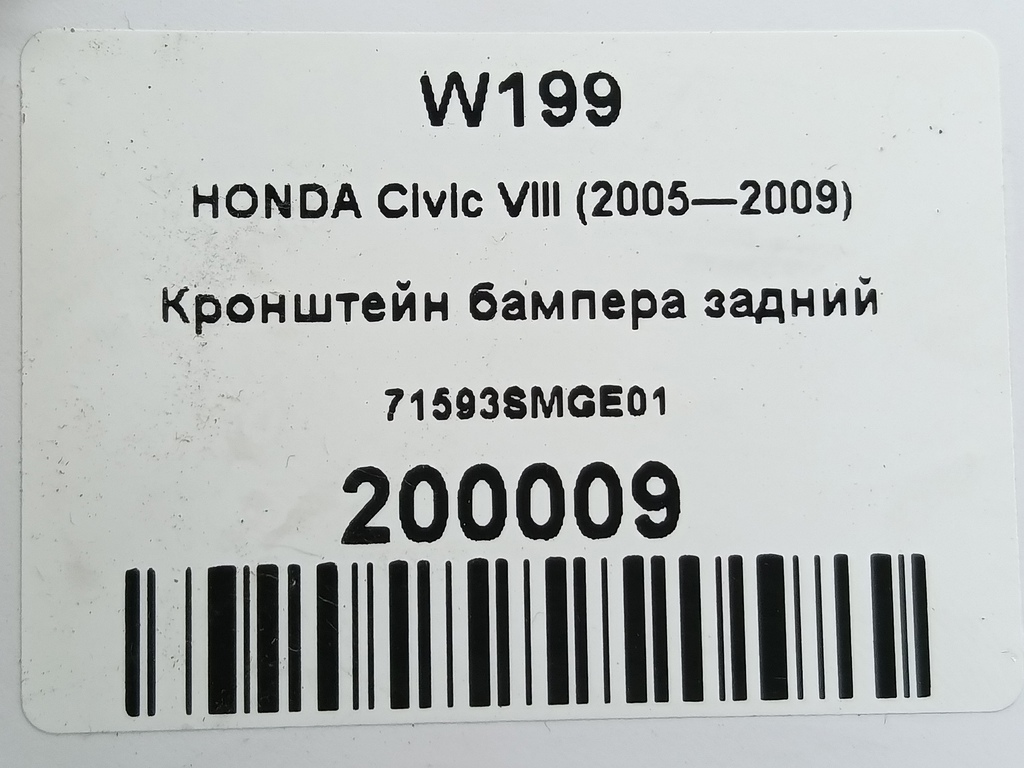 W199
HONDA Civic VIII (2005—2009)
Кронштейн бампера задний
71593SMGE01
200009